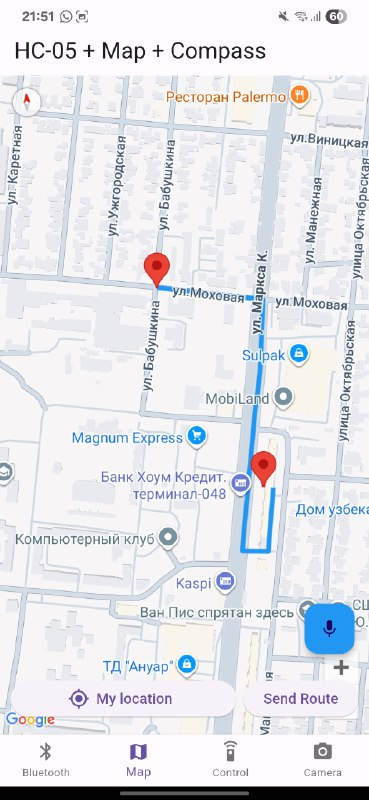 21:51
60
HC-05 + Map + Compass
Ресторан Palermo
ул.Виницкая
ул. Каретная
ул.Ужгородская
ул. Бабушкина
ул. Манежная
улица Октябрьская
ул. Маркса К.
ул.Моховая
ул.Моховая
ул. Бабушкина
Sulpak
MobiLand
улица Октябрьская
Magnum Express
Банк Хоум Кредит.
терминал-048
Дом узбека
Компьютерный клуб
Kaspi
Ван Пис спрятан здесь
ТД "Ануар"
My location
Send Route
Google
Bluetooth
Map
Control
Camera